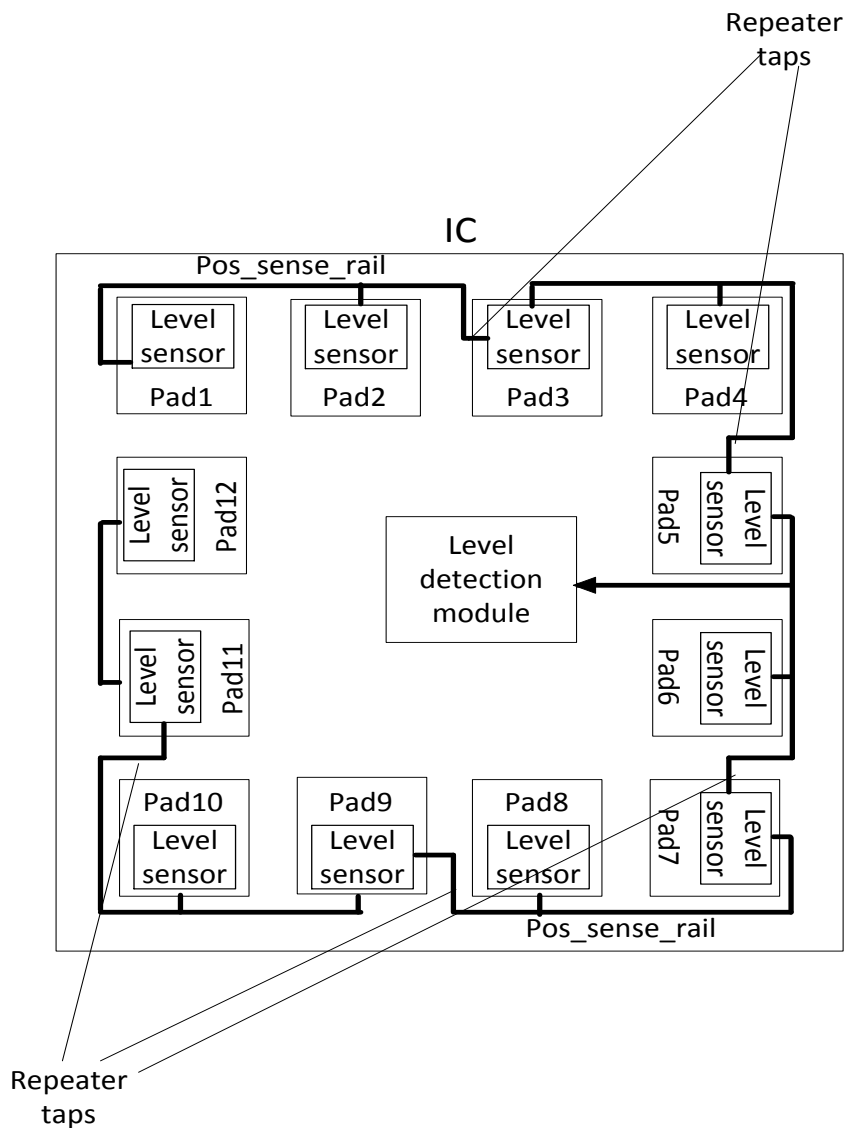 Repeater
taps
IC
Pos_sense_rail
Level
sensor
Pad1
Level
sensor
Pad2
Level
sensor
Pad3
Level
sensor
Pad4
Level
sensor
Pad12
Level
sensor
Pad5
Level
detection
module
Level
sensor
Pad11
Level
sensor
Pad6
Pad10
Level
sensor
Pad9
Level
sensor
Pad8
Level
sensor
Level
sensor
Pad7
Pos_sense_rail
Repeater
taps